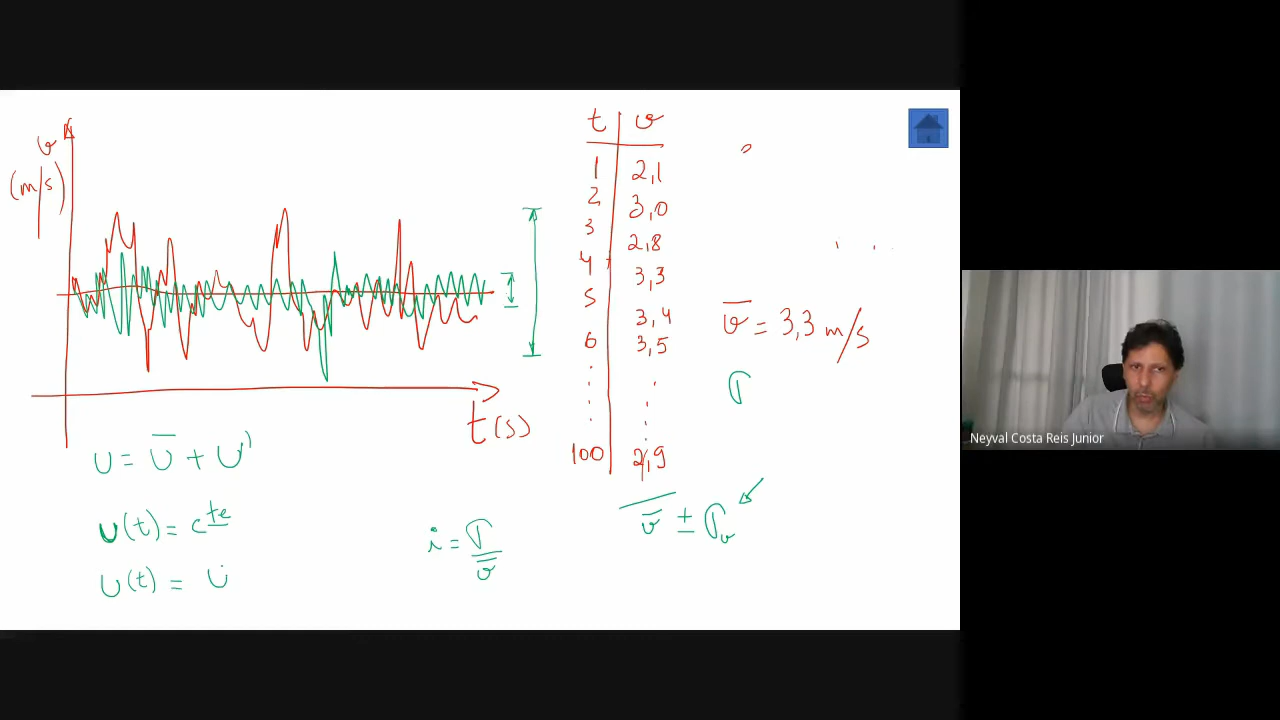 v
(m/s)
t(s)
U = U̅ + U'
U(t) = c te
U(t) = U
i = σ / v̅
t | v
1 | 2,1
2 | 3,0
3 | 2,8
4 | 3,3
5 | 3,4
6 | 3,5
100 | 2,9
v̅ = 3,3 m/s
σ
v̅ ± σv
Neyval Costa Reis Junior